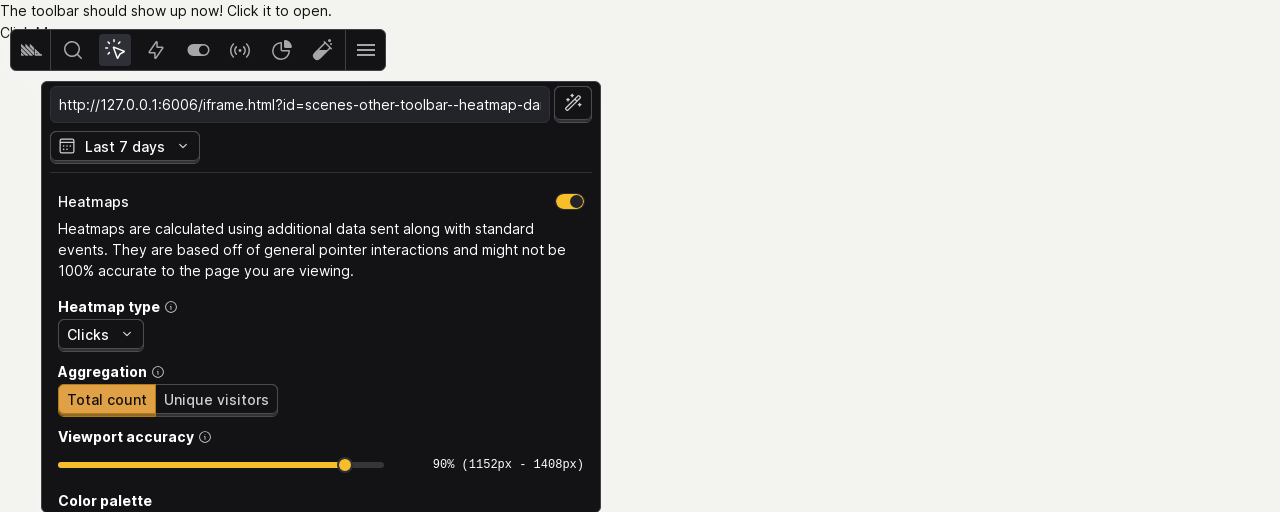 The toolbar should show up now! Click it to open.
http://127.0.0.1:6006/iframe.html?id=scenes-other-toolbar--heatmap-da
Last 7 days
Heatmaps
Heatmaps are calculated using additional data sent along with standard
events. They are based off of general pointer interactions and might not be
100% accurate to the page you are viewing.
Heatmap type
Clicks
Aggregation
Total count
Unique visitors
Viewport accuracy
90% (1152px - 1408px)
Color palette